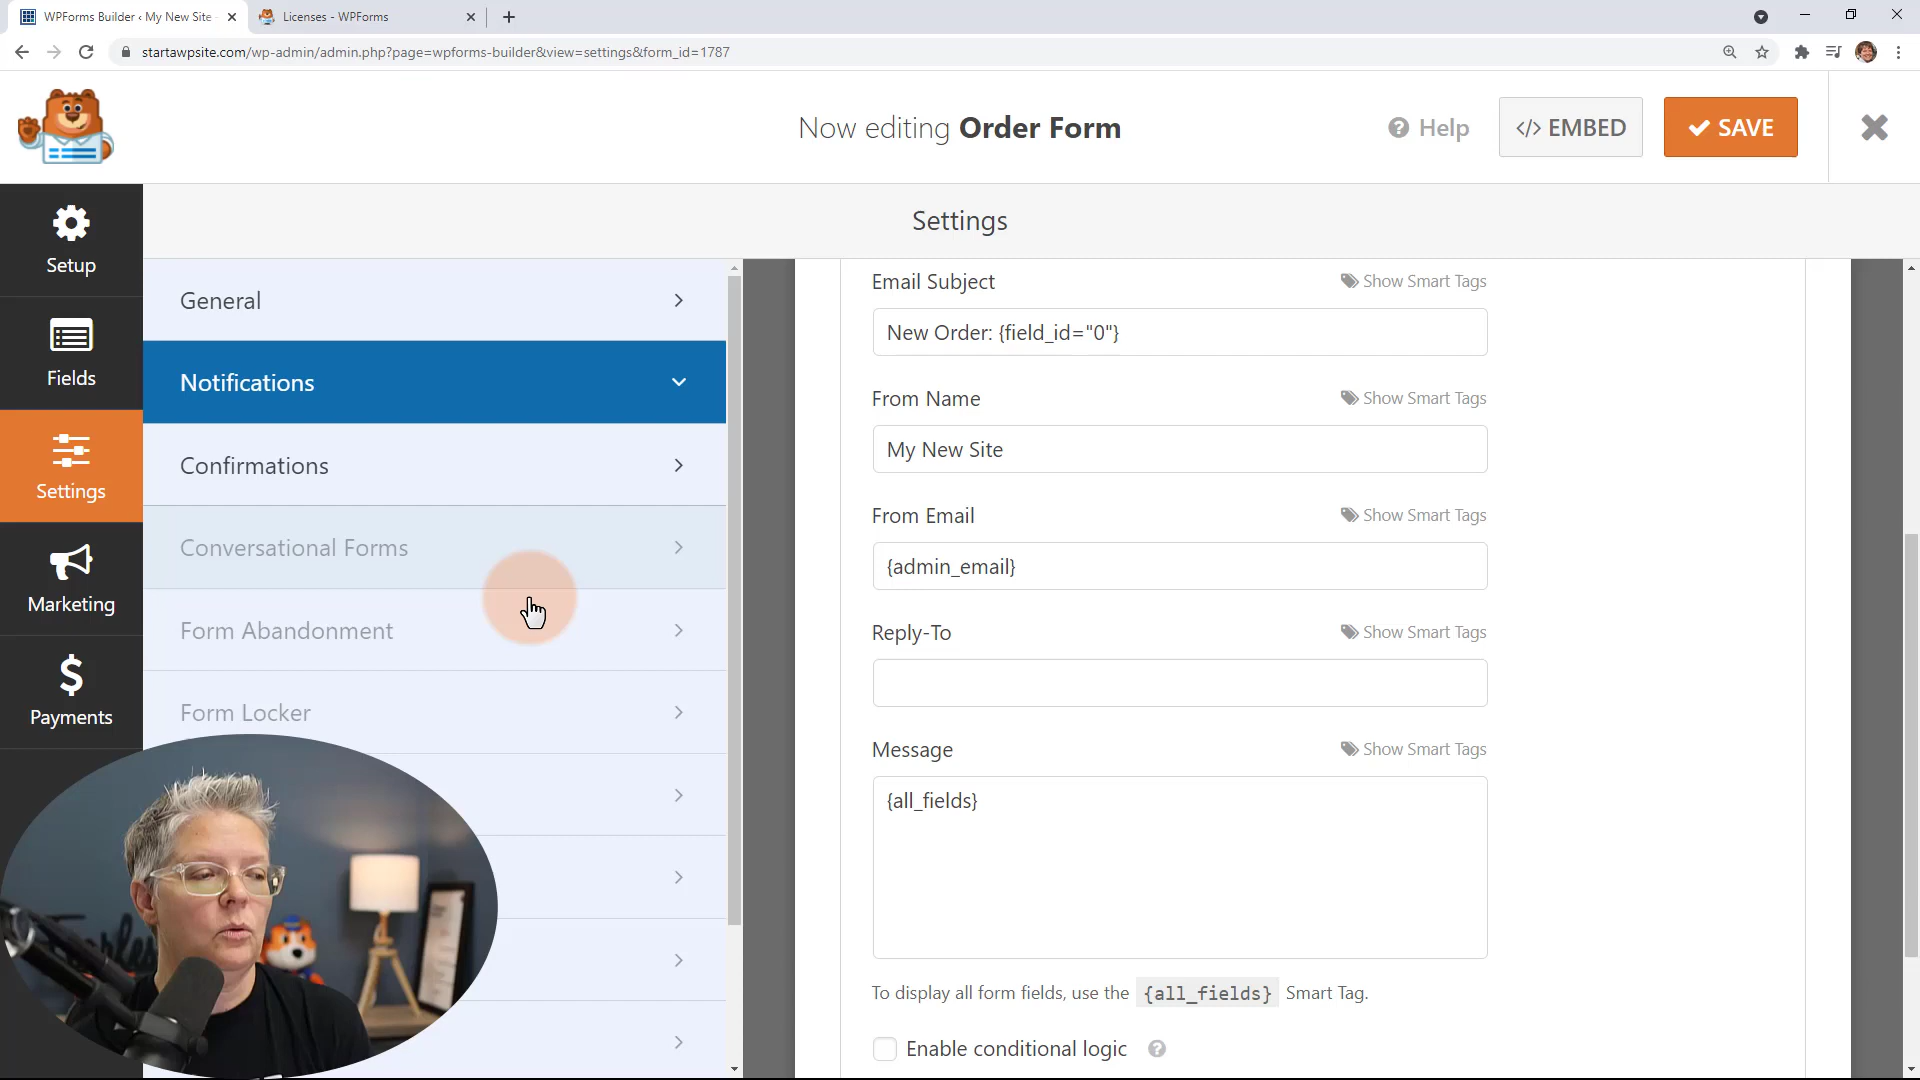 WPForms Builder ‹ My New Site -
Licenses - WPForms
startawpsite.com/wp-admin/admin.php?page=wpforms-builder&view=settings&form_id=1787
Now editing Order Form
Help
</> EMBED
SAVE
Settings
Setup
Fields
Settings
Marketing
Payments
General
Notifications
Confirmations
Conversational Forms
Form Abandonment
Form Locker
Email Subject
Show Smart Tags
New Order: {field_id="0"}
From Name
Show Smart Tags
My New Site
From Email
Show Smart Tags
{admin_email}
Reply-To
Show Smart Tags
Message
Show Smart Tags
{all_fields}
To display all form fields, use the {all_fields} Smart Tag.
Enable conditional logic